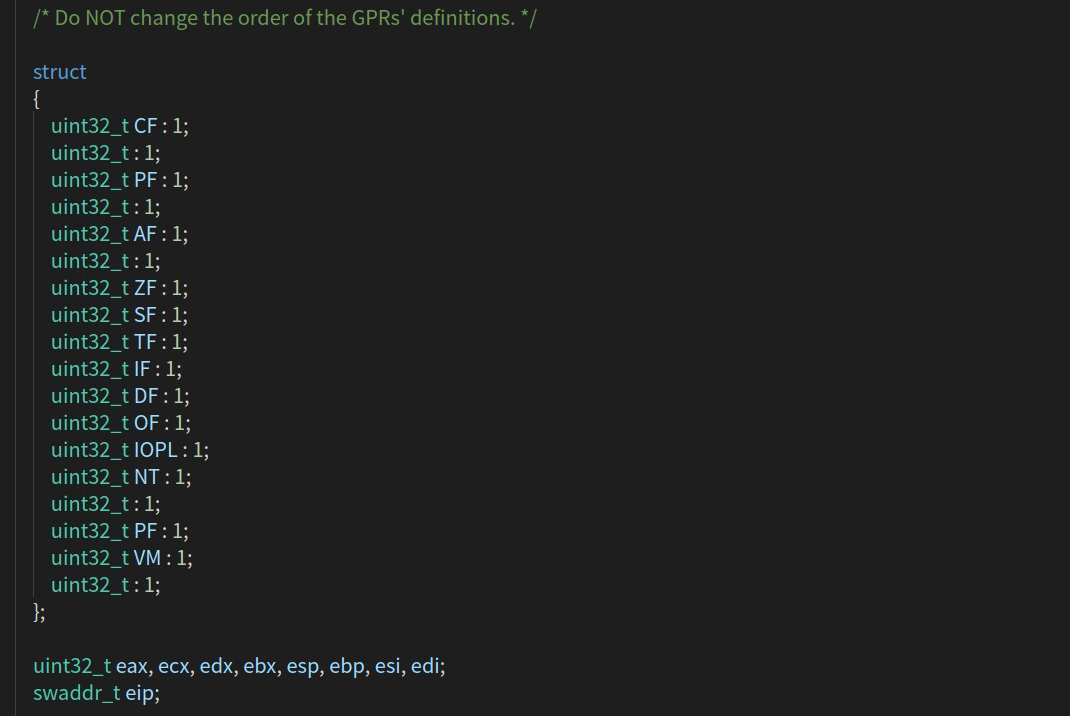 /* Do NOT change the order of the GPRs' definitions. */
struct
{
uint32_t CF : 1;
uint32_t : 1;
uint32_t PF : 1;
uint32_t : 1;
uint32_t AF : 1;
uint32_t : 1;
uint32_t ZF : 1;
uint32_t SF : 1;
uint32_t TF : 1;
uint32_t IF : 1;
uint32_t DF : 1;
uint32_t OF : 1;
uint32_t IOPL : 1;
uint32_t NT : 1;
uint32_t : 1;
uint32_t PF : 1;
uint32_t VM : 1;
uint32_t : 1;
};
uint32_t eax, ecx, edx, ebx, esp, ebp, esi, edi;
swaddr_t eip;